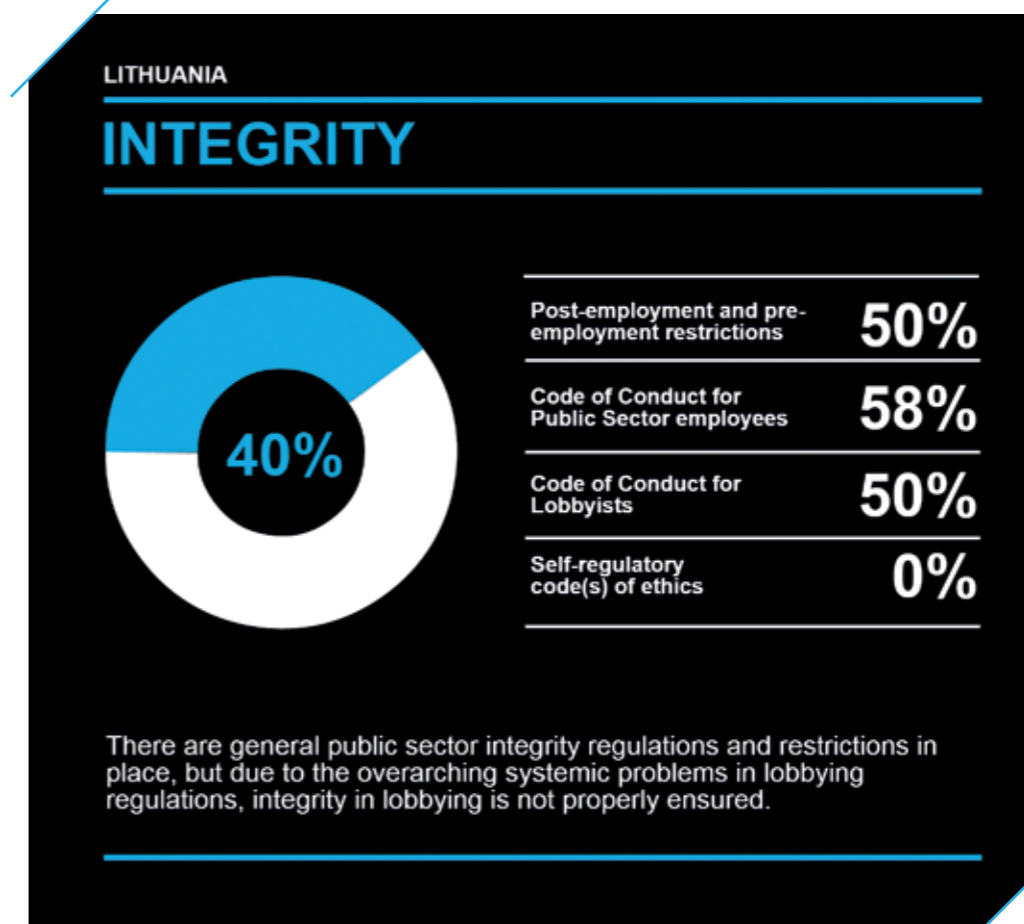 LITHUANIA
INTEGRITY
40%
Post-employment and pre-
employment restrictions
50%
Code of Conduct for
Public Sector employees
58%
Code of Conduct for
Lobbyists
50%
Self-regulatory
code(s) of ethics
0%
There are general public sector integrity regulations and restrictions in
place, but due to the overarching systemic problems in lobbying
regulations, integrity in lobbying is not properly ensured.